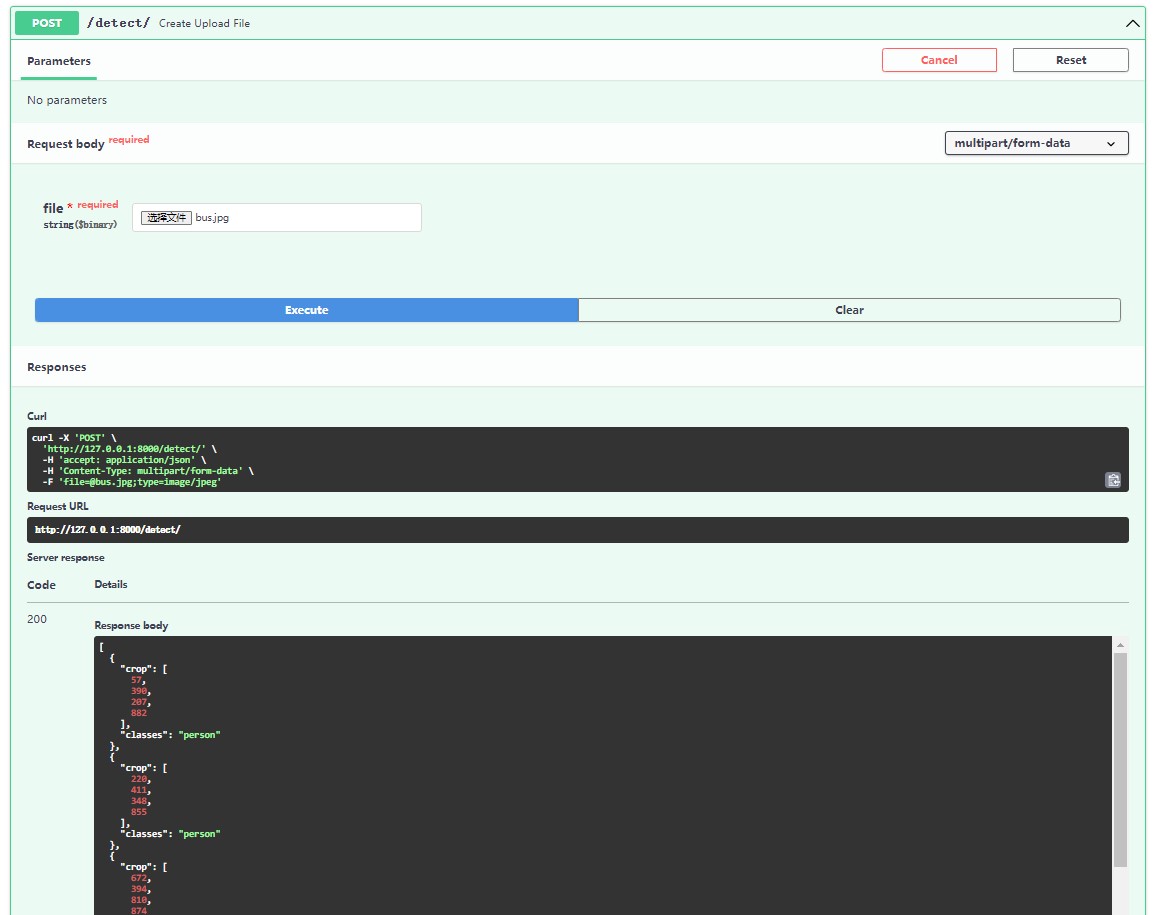 POST /detect/ Create Upload File
Parameters Cancel Reset
No parameters
Request body required multipart/form-data
file * required
string($binary)
选择文件 bus.jpg
Execute Clear
Responses
Curl
curl -X 'POST' \
'http://127.0.0.1:8000/detect/' \
-H 'accept: application/json' \
-H 'Content-Type: multipart/form-data' \
-F 'file=@bus.jpg;type=image/jpeg'
Request URL
http://127.0.0.1:8000/detect/
Server response
Code Details
200
Response body
[
{
"crop": [
57,
390,
207,
882
],
"classes": "person"
},
{
"crop": [
220,
411,
348,
855
],
"classes": "person"
},
{
"crop": [
672,
394,
810,
874